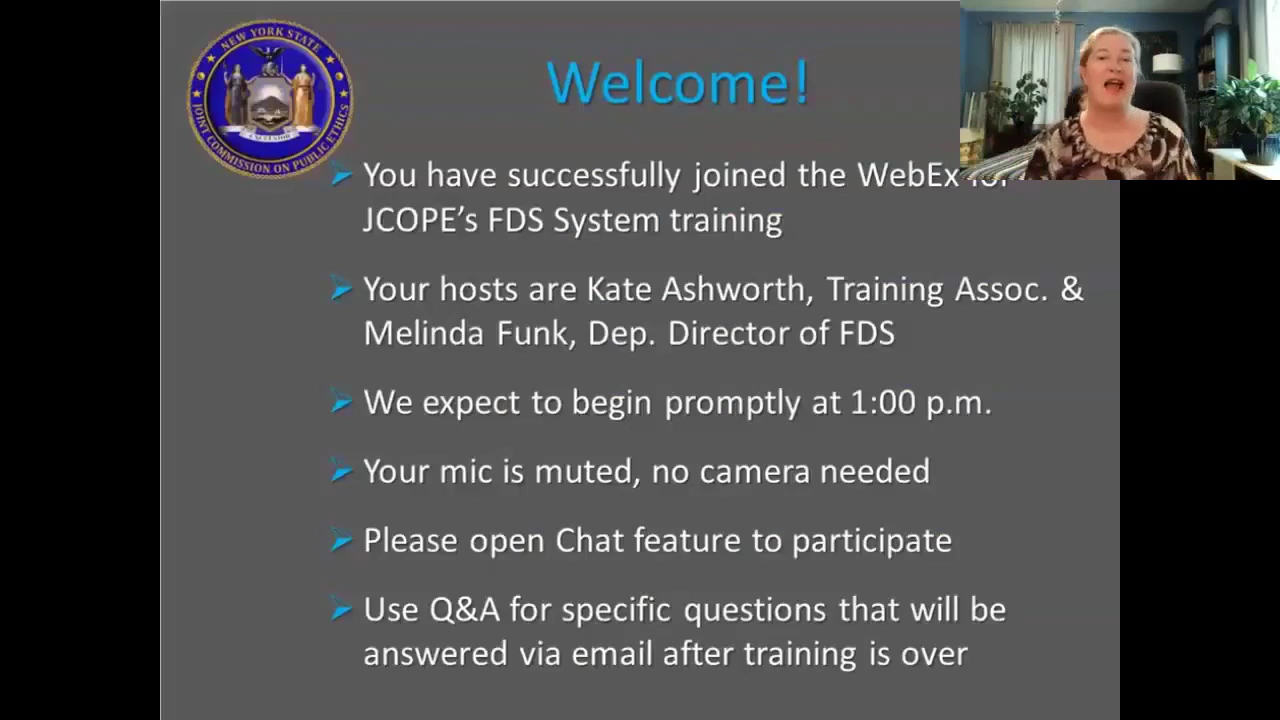 NEW YORK STATE
JOINT COMMISSION ON PUBLIC ETHICS
EXCELSIOR
Welcome!
➤ You have successfully joined the WebEx for
JCOPE's FDS System training
➤ Your hosts are Kate Ashworth, Training Assoc. &
Melinda Funk, Dep. Director of FDS
➤ We expect to begin promptly at 1:00 p.m.
➤ Your mic is muted, no camera needed
➤ Please open Chat feature to participate
➤ Use Q&A for specific questions that will be
answered via email after training is over